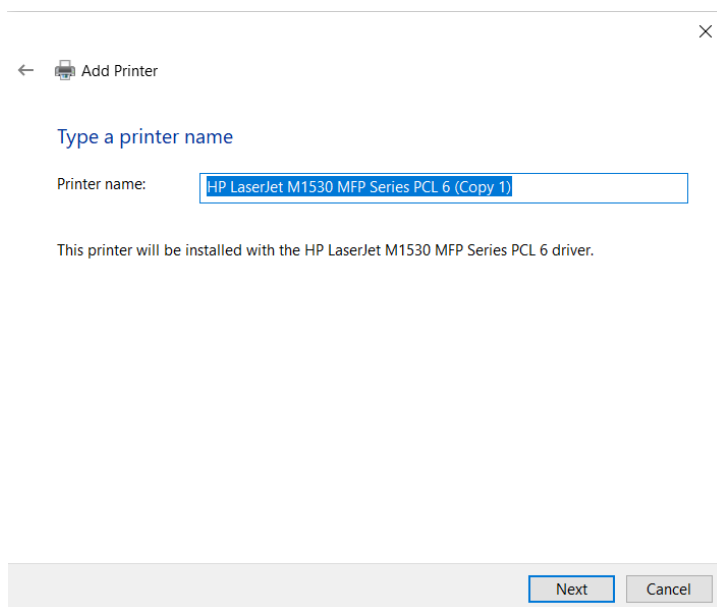 Add Printer
Type a printer name
Printer name: HP LaserJet M1530 MFP Series PCL 6 (Copy 1)
This printer will be installed with the HP LaserJet M1530 MFP Series PCL 6 driver.
Next Cancel